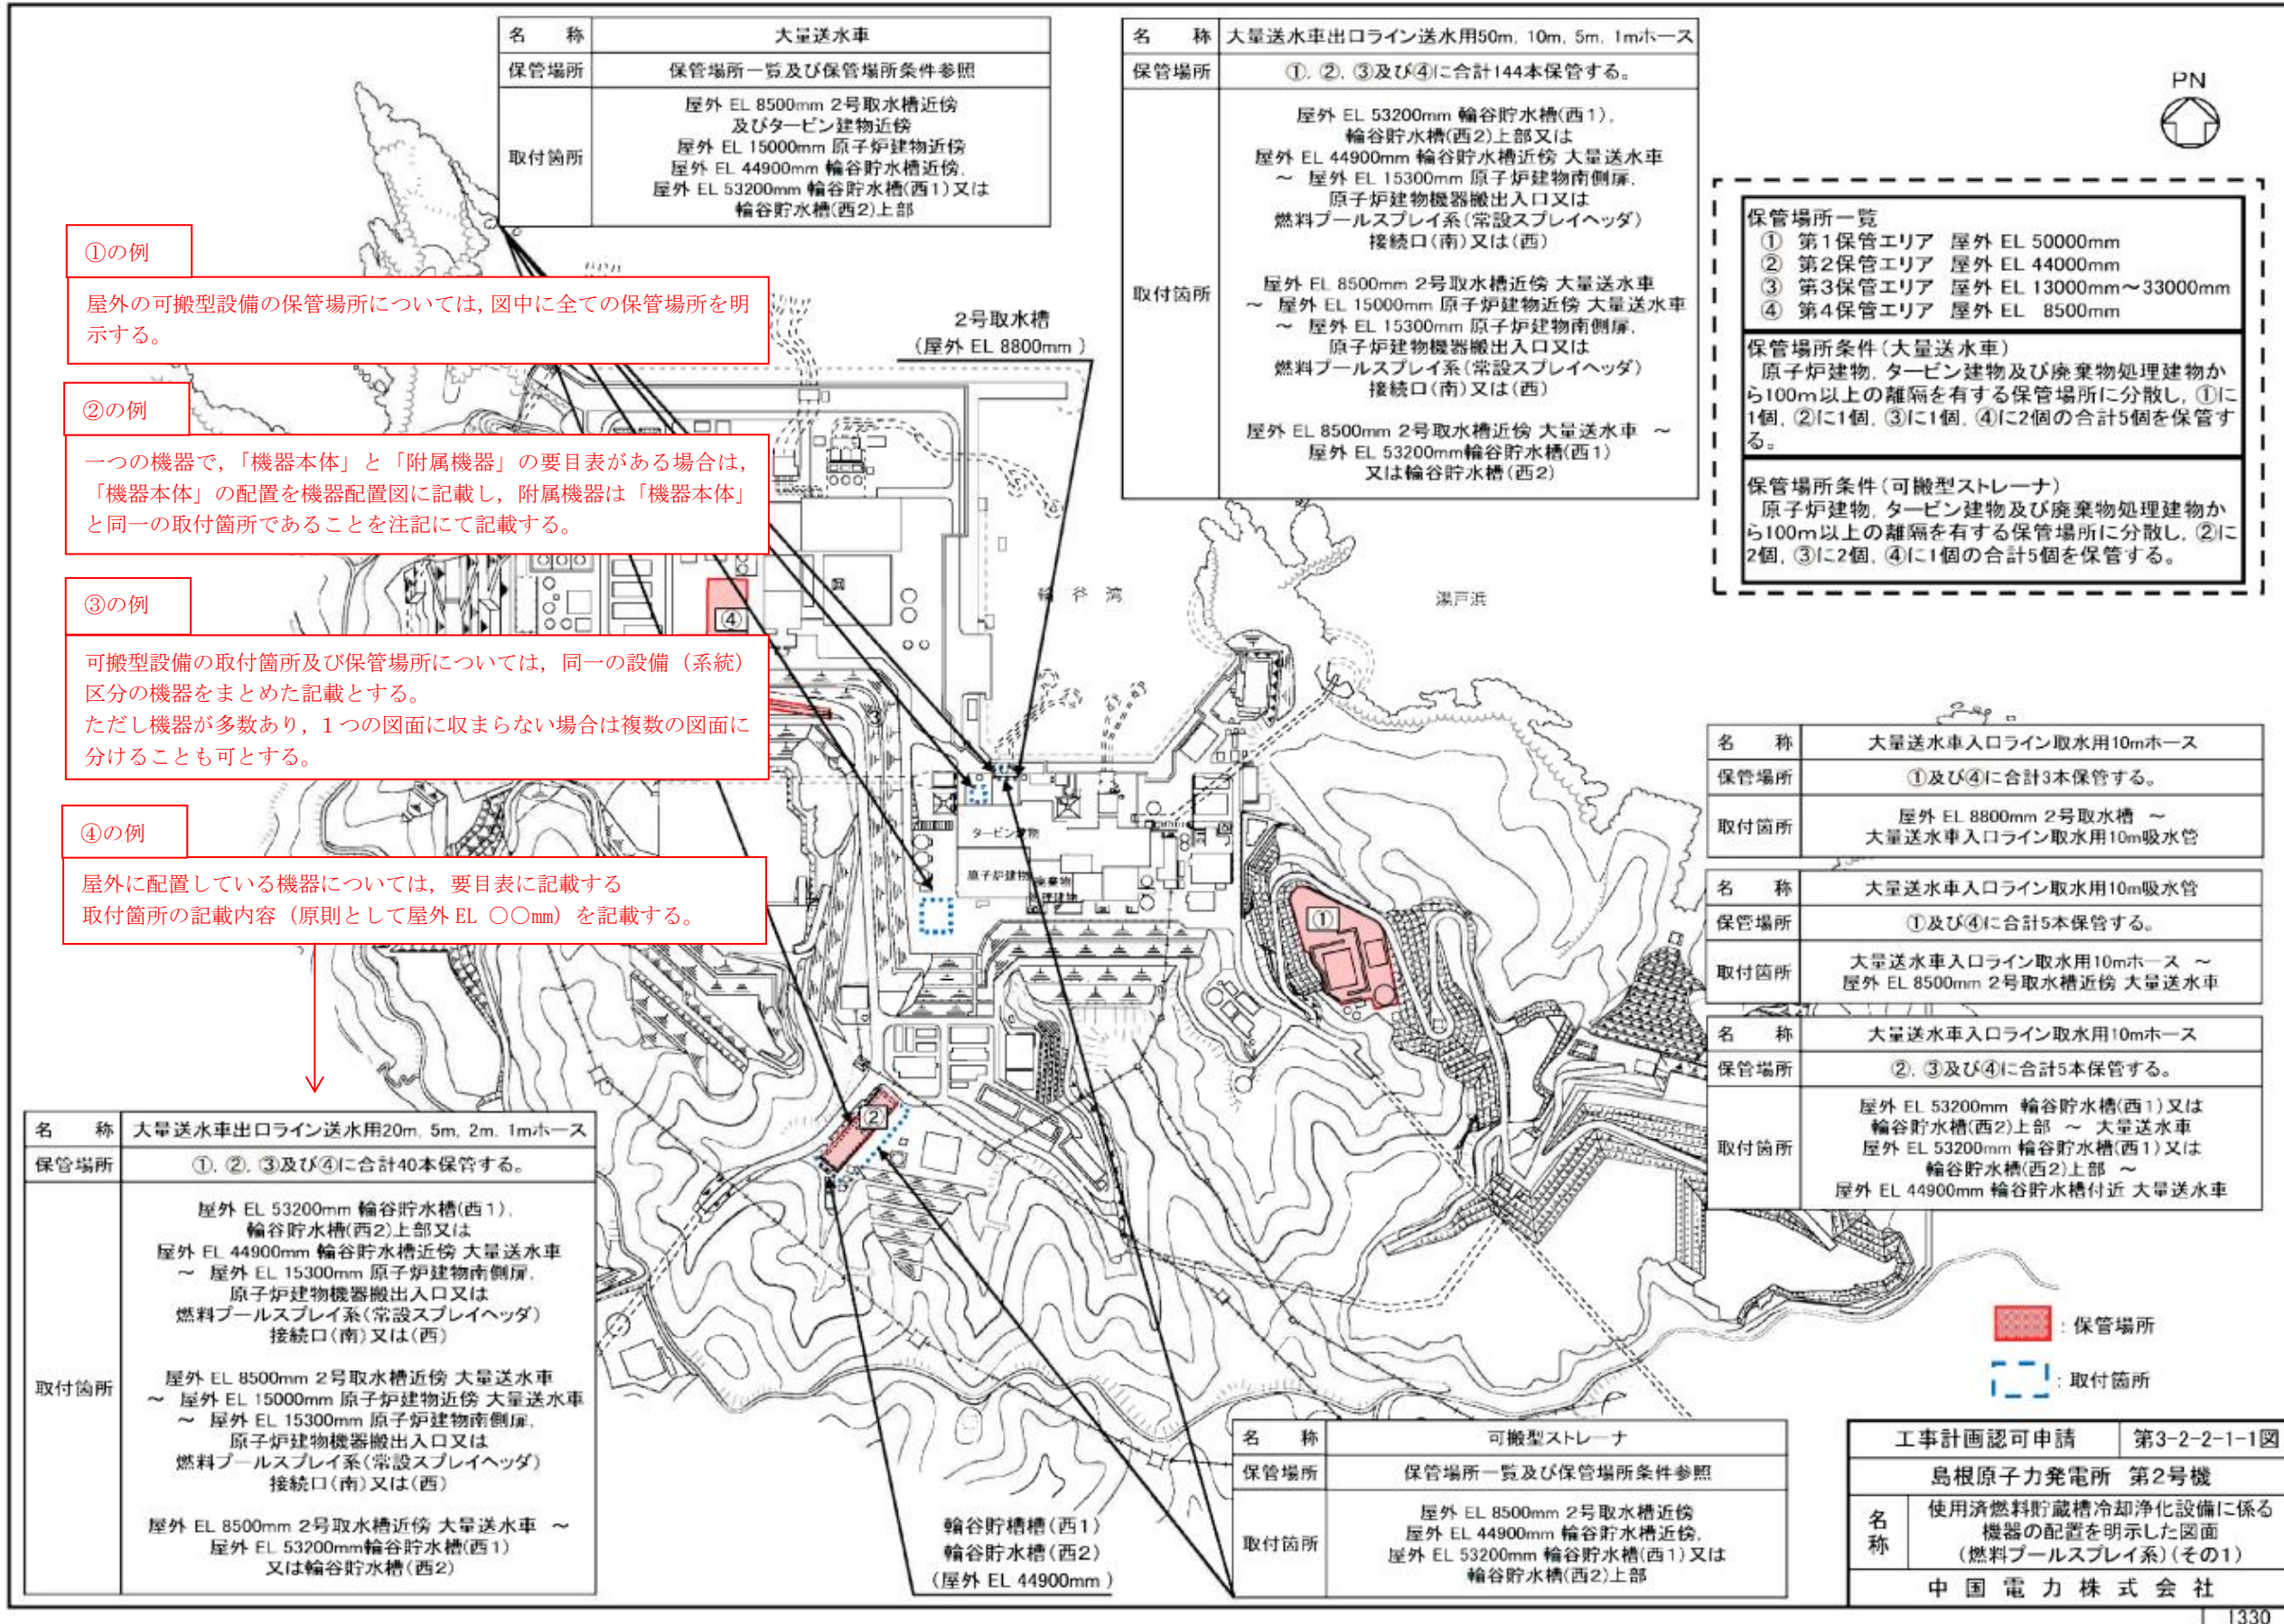 名 称 大量送水車
保管場所 保管場所一覧及び保管場所条件参照
取付箇所
屋外 EL 8500mm 2号取水槽近傍
及びタービン建物近傍
屋外 EL 15000mm 原子炉建物近傍
屋外 EL 44900mm 輪谷貯水槽近傍,
屋外 EL 53200mm 輪谷貯水槽(西1)又は
輪谷貯水槽(西2)上部
名 称 大量送水車出口ライン送水用50m, 10m, 5m, 1mホース
保管場所 ①, ②, ③及び④に合計144本保管する。
取付箇所
屋外 EL 53200mm 輪谷貯水槽(西1),
輪谷貯水槽(西2)上部又は
屋外 EL 44900mm 輪谷貯水槽近傍 大量送水車
～ 屋外 EL 15300mm 原子炉建物南側扉,
原子炉建物機器搬出入口又は
燃料プールスプレイ系(常設スプレイヘッダ)
接続口(南)又は(西)
屋外 EL 8500mm 2号取水槽近傍 大量送水車
～ 屋外 EL 15000mm 原子炉建物近傍 大量送水車
～ 屋外 EL 15300mm 原子炉建物南側扉,
原子炉建物機器搬出入口又は
燃料プールスプレイ系(常設スプレイヘッダ)
接続口(南)又は(西)
屋外 EL 8500mm 2号取水槽近傍 大量送水車 ～
屋外 EL 53200mm輪谷貯水槽(西1)
又は輪谷貯水槽(西2)
PN
保管場所一覧
① 第1保管エリア 屋外 EL 50000mm
② 第2保管エリア 屋外 EL 44000mm
③ 第3保管エリア 屋外 EL 13000mm～33000mm
④ 第4保管エリア 屋外 EL 8500mm
保管場所条件(大量送水車)
原子炉建物, タービン建物及び廃棄物処理建物か
ら100m以上の離隔を有する保管場所に分散し, ①に
1個, ②に1個, ③に1個, ④に2個の合計5個を保管す
る。
保管場所条件(可搬型ストレーナ)
原子炉建物, タービン建物及び廃棄物処理建物か
ら100m以上の離隔を有する保管場所に分散し, ②に
2個, ③に2個, ④に1個の合計5個を保管する。
①の例
屋外の可搬型設備の保管場所については, 図中に全ての保管場所を明
示する。
②の例
一つの機器で, 「機器本体」と「附属機器」の要目表がある場合は,
「機器本体」の配置を機器配置図に記載し, 附属機器は「機器本体」
と同一の取付箇所であることを注記にて記載する。
③の例
可搬型設備の取付箇所及び保管場所については, 同一の設備（系統）
区分の機器をまとめた記載とする。
ただし機器が多数あり, 1つの図面に収まらない場合は複数の図面に
分けることも可とする。
④の例
屋外に配置している機器については, 要目表に記載する
取付箇所の記載内容（原則として屋外 EL 〇〇mm）を記載する。
2号取水槽
(屋外 EL 8800mm )
輪谷湾
湯戸浜
④
③
タービン建物
原子炉建物
廃棄物
処理建物
①
②
名 称 大量送水車入口ライン取水用10mホース
保管場所 ①及び④に合計3本保管する。
取付箇所
屋外 EL 8800mm 2号取水槽 ～
大量送水車入口ライン取水用10m吸水管
名 称 大量送水車入口ライン取水用10m吸水管
保管場所 ①及び④に合計5本保管する。
取付箇所
大量送水車入口ライン取水用10mホース ～
屋外 EL 8500mm 2号取水槽近傍 大量送水車
名 称 大量送水車入口ライン取水用10mホース
保管場所 ②, ③及び④に合計5本保管する。
取付箇所
屋外 EL 53200mm 輪谷貯水槽(西1)又は
輪谷貯水槽(西2)上部 ～ 大量送水車
屋外 EL 53200mm 輪谷貯水槽(西1)又は
輪谷貯水槽(西2)上部 ～
屋外 EL 44900mm 輪谷貯水槽付近 大量送水車
名 称 大量送水車出口ライン送水用20m, 5m, 2m, 1mホース
保管場所 ①, ②, ③及び④に合計40本保管する。
取付箇所
屋外 EL 53200mm 輪谷貯水槽(西1),
輪谷貯水槽(西2)上部又は
屋外 EL 44900mm 輪谷貯水槽近傍 大量送水車
～ 屋外 EL 15300mm 原子炉建物南側扉,
原子炉建物機器搬出入口又は
燃料プールスプレイ系(常設スプレイヘッダ)
接続口(南)又は(西)
屋外 EL 8500mm 2号取水槽近傍 大量送水車
～ 屋外 EL 15000mm 原子炉建物近傍 大量送水車
～ 屋外 EL 15300mm 原子炉建物南側扉,
原子炉建物機器搬出入口又は
燃料プールスプレイ系(常設スプレイヘッダ)
接続口(南)又は(西)
屋外 EL 8500mm 2号取水槽近傍 大量送水車 ～
屋外 EL 53200mm輪谷貯水槽(西1)
又は輪谷貯水槽(西2)
輪谷貯槽槽(西1)
輪谷貯水槽(西2)
(屋外 EL 44900mm )
名 称 可搬型ストレーナ
保管場所 保管場所一覧及び保管場所条件参照
取付箇所
屋外 EL 8500mm 2号取水槽近傍
屋外 EL 44900mm 輪谷貯水槽近傍,
屋外 EL 53200mm 輪谷貯水槽(西1)又は
輪谷貯水槽(西2)上部
: 保管場所
: 取付箇所
工事計画認可申請 第3-2-2-1-1図
島根原子力発電所 第2号機
名称
使用済燃料貯蔵槽冷却浄化設備に係る
機器の配置を明示した図面
(燃料プールスプレイ系)(その1)
中国電力株式会社
1330